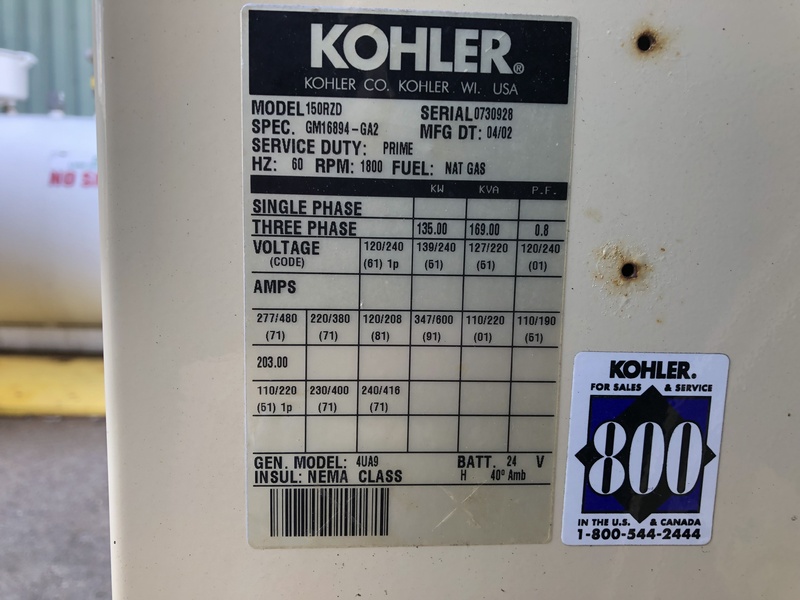 KOHLER®
KOHLER CO. KOHLER WI. USA
MODEL 150RZD SERIAL 0730928
SPEC. GM16894-GA2 MFG DT: 04/02
SERVICE DUTY: PRIME
HZ: 60 RPM: 1800 FUEL: NAT GAS
KW KVA P.F.
SINGLE PHASE
THREE PHASE 135.00 169.00 0.8
VOLTAGE 120/240 139/240 127/220 120/240
(CODE) (61) 1p (51) (51) (01)
AMPS
277/480 220/380 120/208 347/600 110/220 110/190
(71) (71) (81) (91) (01) (51)
203.00
110/220 230/400 240/416
(51) 1p (71) (71)
GEN. MODEL: 4UA9 BATT. 24 V
INSUL: NEMA CLASS H 40° Amb
NO
KOHLER.
FOR SALES & SERVICE
800
IN THE U.S. & CANADA
1-800-544-2444